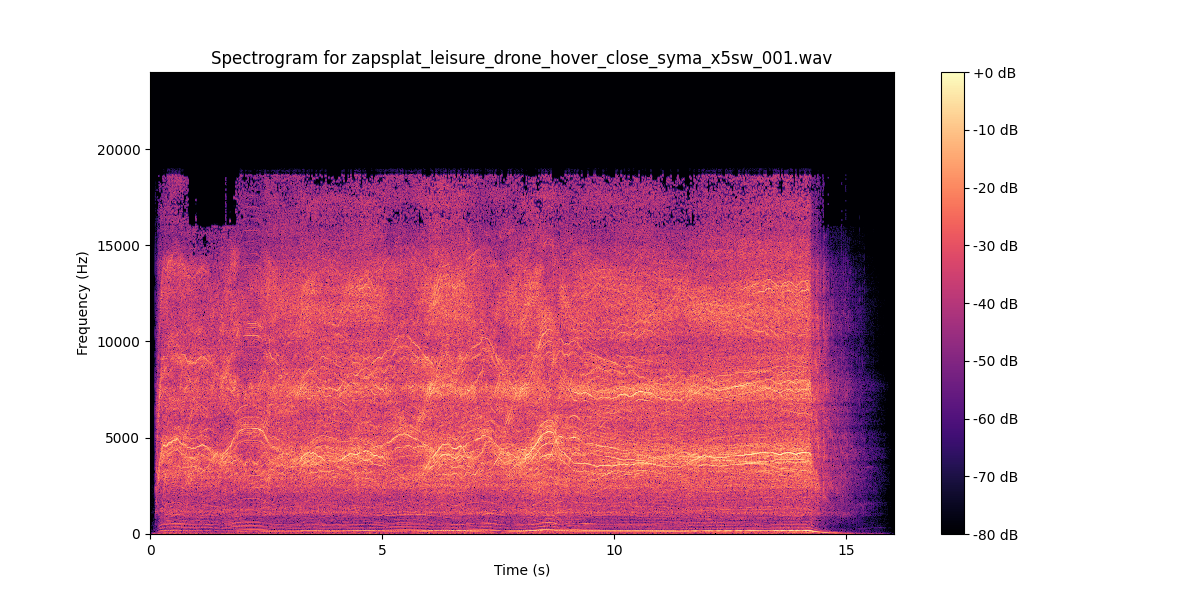 Spectrogram for zapsplat_leisure_drone_hover_close_syma_x5sw_001.wav
+0 dB
-10 dB
-20 dB
-30 dB
-40 dB
-50 dB
-60 dB
-70 dB
-80 dB
Frequency (Hz)
20000
15000
10000
5000
0
0 5 10 15
Time (s)